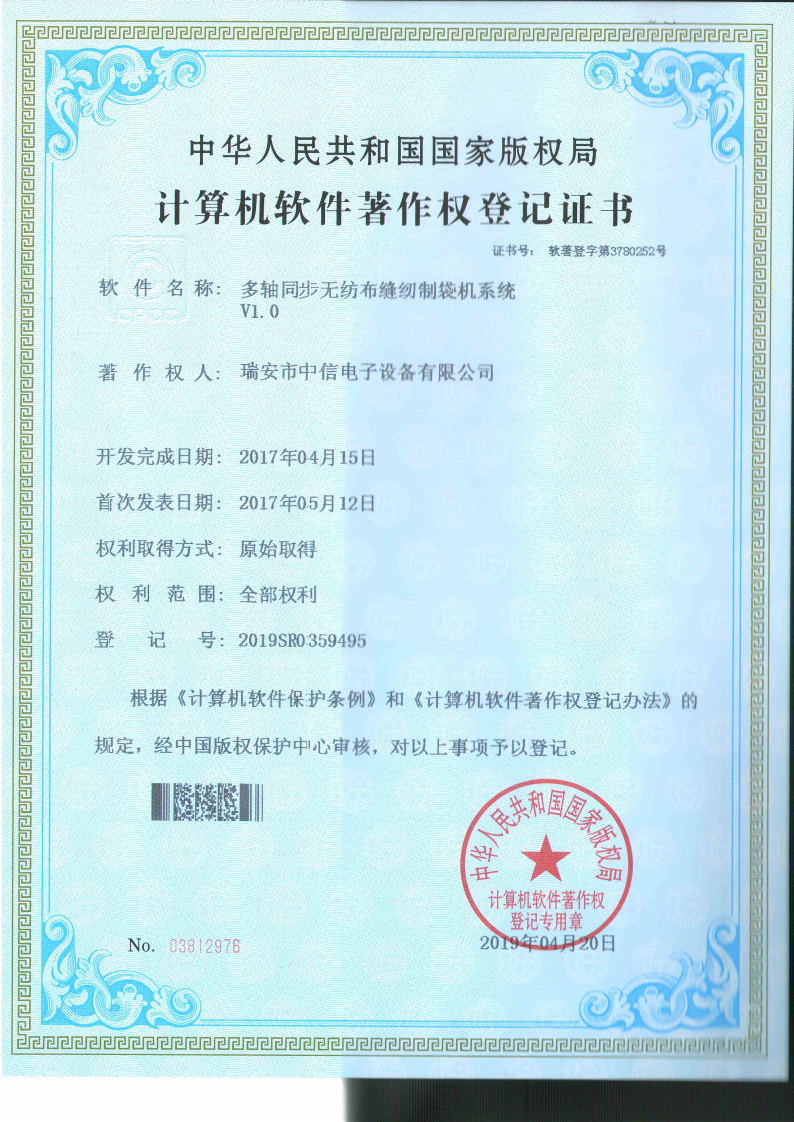 中华人民共和国国家版权局
计算机软件著作权登记证书
证书号： 软著登字第3780252号
软件名称： 多轴同步无纺布缝纫制袋机系统
V1.0
著作权人： 瑞安市中信电子设备有限公司
开发完成日期： 2017年04月15日
首次发表日期： 2017年05月12日
权利取得方式： 原始取得
权利范围： 全部权利
登记号： 2019SR0359495
根据《计算机软件保护条例》和《计算机软件著作权登记办法》的
规定，经中国版权保护中心审核，对以上事项予以登记。
中华人民共和国国家版权局
计算机软件著作权
登记专用章
No. 03812976
2019年04月20日